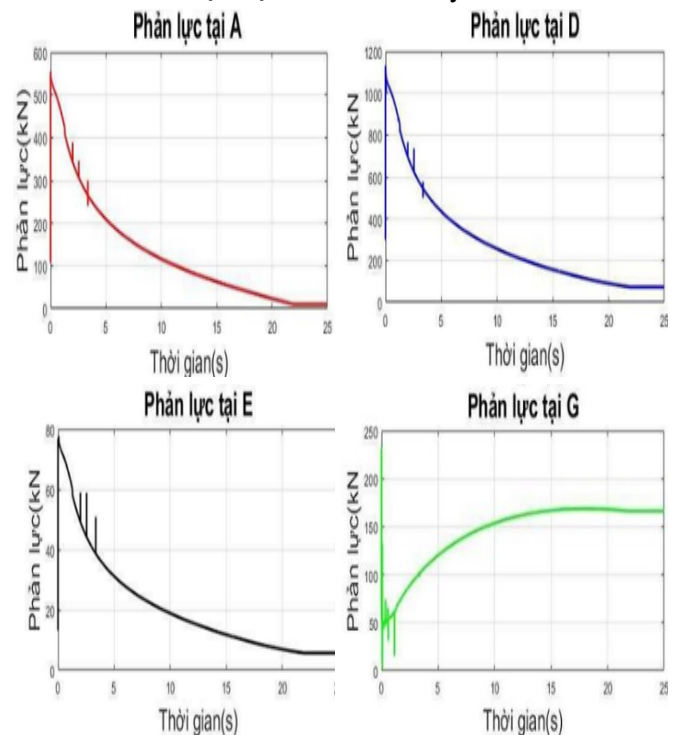 Phản lực tại A
Phản lực(kN)
600
500
400
300
200
100
0
0 5 10 15 20 25
Thời gian(s)
Phản lực tại D
Phản lực(kN
1200
1000
800
600
400
200
0
0 5 10 15 20 25
Thời gian(s)
Phản lực tại E
Phản lực(kN
80
60
40
20
0
0 5 10 15 20
Thời gian(s)
Phản lực tại G
Phản lực(kN
250
200
150
100
50
0
0 5 10 15 20 25
Thời gian(s)